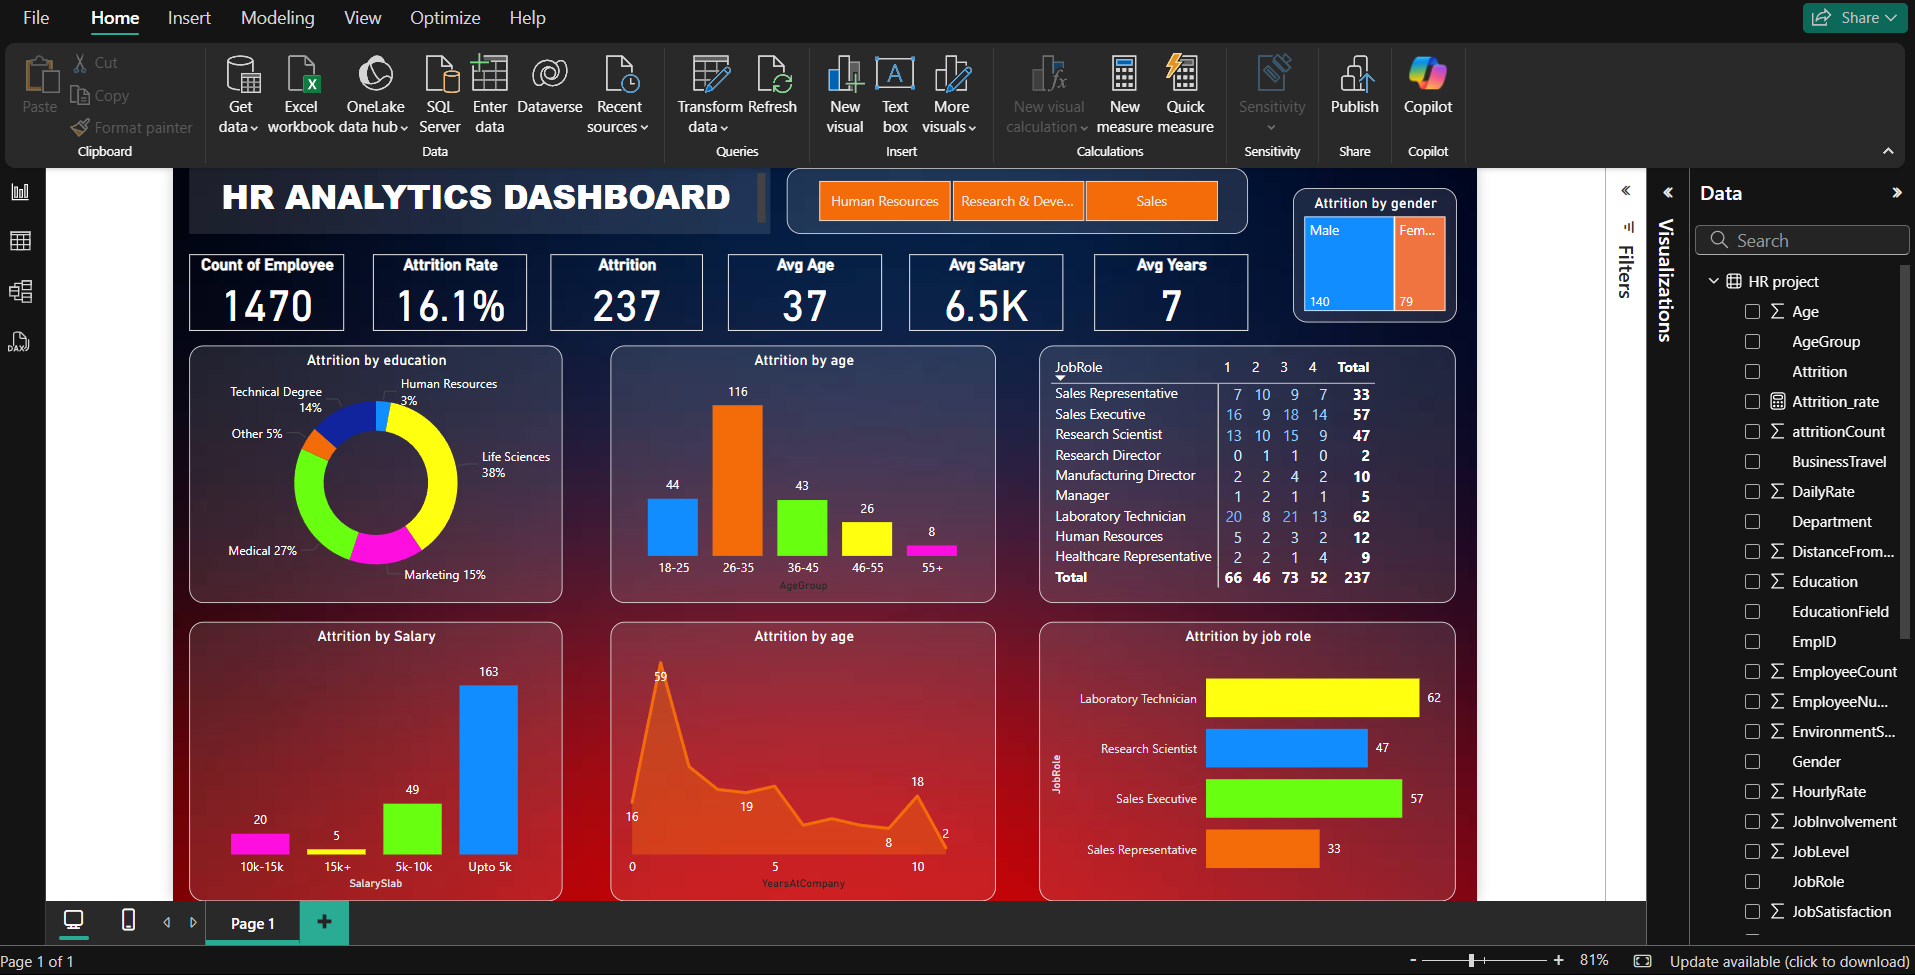 File Home Insert Modeling View Optimize Help
Share
Paste
Cut
Copy
Format painter
Clipboard
Get data
Excel workbook
OneLake data hub
SQL Server
Enter data
Dataverse
Recent sources
Data
Transform data
Refresh
Queries
New visual
Text box
More visuals
Insert
New visual calculation
New measure
Quick measure
Calculations
Sensitivity
Sensitivity
Publish
Share
Copilot
Copilot
HR ANALYTICS DASHBOARD
Human Resources
Research & Deve...
Sales
Attrition by gender
Male
Fem...
140
79
Count of Employee
1470
Attrition Rate
16.1%
Attrition
237
Avg Age
37
Avg Salary
6.5K
Avg Years
7
Attrition by education
Human Resources
3%
Technical Degree
14%
Other 5%
Life Sciences
38%
Medical 27%
Marketing 15%
Attrition by age
116
44
43
26
8
18-25 26-35 36-45 46-55 55+
AgeGroup
JobRole 1 2 3 4 Total
Sales Representative 7 10 9 7 33
Sales Executive 16 9 18 14 57
Research Scientist 13 10 15 9 47
Research Director 0 1 1 0 2
Manufacturing Director 2 2 4 2 10
Manager 1 2 1 1 5
Laboratory Technician 20 8 21 13 62
Human Resources 5 2 3 2 12
Healthcare Representative 2 2 1 4 9
Total 66 46 73 52 237
Attrition by Salary
163
49
20
5
10k-15k 15k+ 5k-10k Upto 5k
SalarySlab
Attrition by age
59
16
19
18
8
2
0 5 10
YearsAtCompany
Attrition by job role
JobRole
Laboratory Technician 62
Research Scientist 47
Sales Executive 57
Sales Representative 33
Filters
Visualizations
Data
Search
HR project
Age
AgeGroup
Attrition
Attrition_rate
attritionCount
BusinessTravel
DailyRate
Department
DistanceFrom...
Education
EducationField
EmpID
EmployeeCount
EmployeeNu...
EnvironmentS...
Gender
HourlyRate
JobInvolvement
JobLevel
JobRole
JobSatisfaction
DAX
Page 1
+
Page 1 of 1
- + 81%
Update available (click to download)